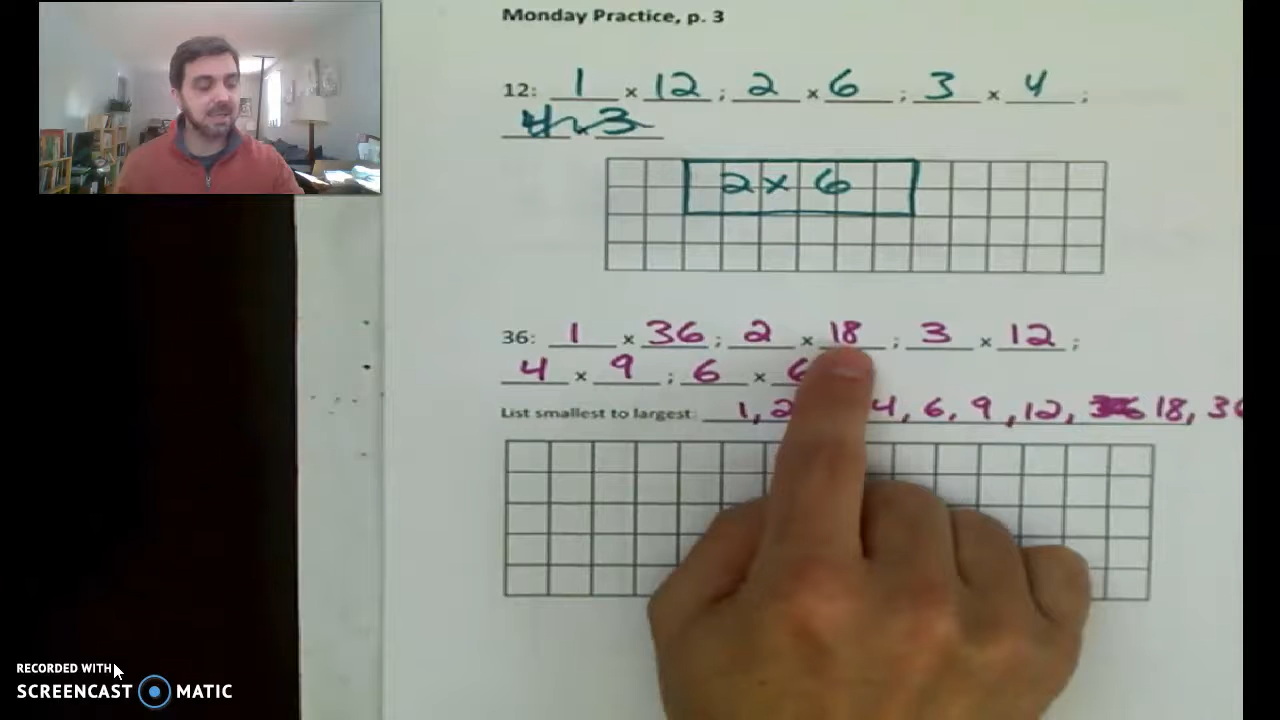 Monday Practice, p. 3
12: 1 × 12 ; 2 × 6 ; 3 × 4 ;
2 × 6
36: 1 × 36 ; 2 × 18 ; 3 × 12 ;
4 × 9 ; 6 × 6
List smallest to largest: 1, 2 4, 6, 9, 12, 18, 36
RECORDED WITH
SCREENCAST MATIC